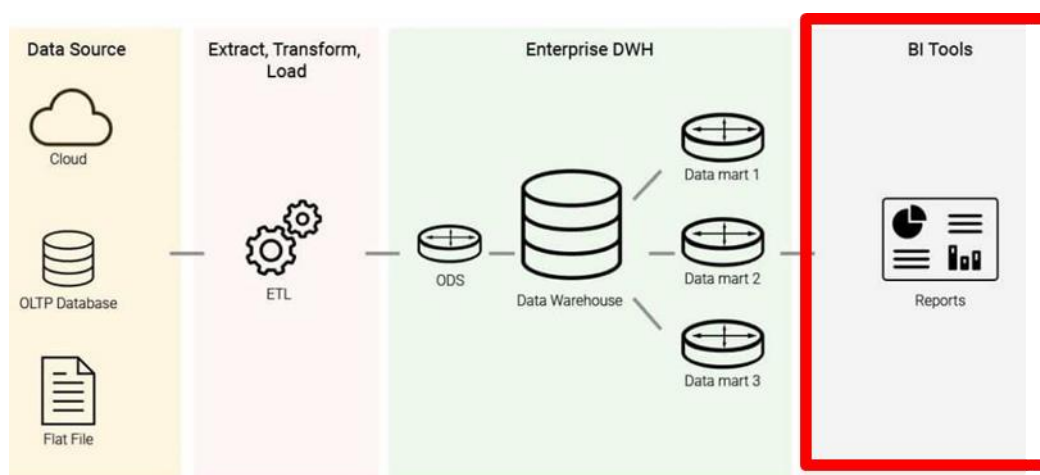 Data Source
Extract, Transform,
Load
Enterprise DWH
BI Tools
Cloud
Data mart 1
OLTP Database
ETL
ODS
Data Warehouse
Data mart 2
Reports
Flat File
Data mart 3